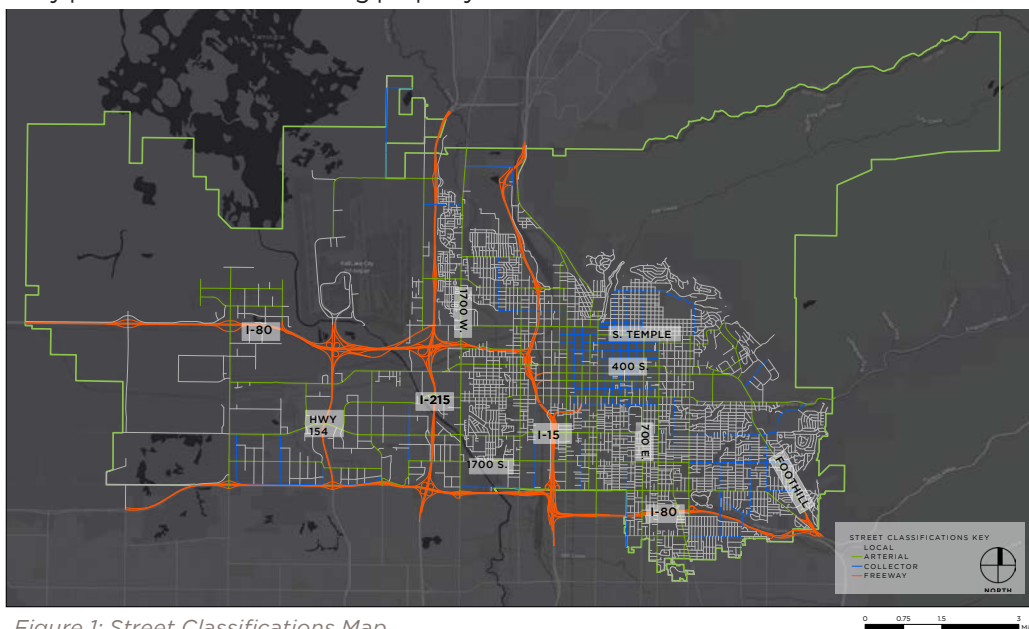 1700 W.
I-80
S. TEMPLE
400 S.
I-215
HWY
154
I-15
1700 E.
1700 S.
FOOTHILL
I-80
STREET CLASSIFICATIONS KEY
LOCAL
ARTERIAL
COLLECTOR
FREEWAY
NORTH
0 0.75 1.5 3
Figure 1: Street Classifications Map